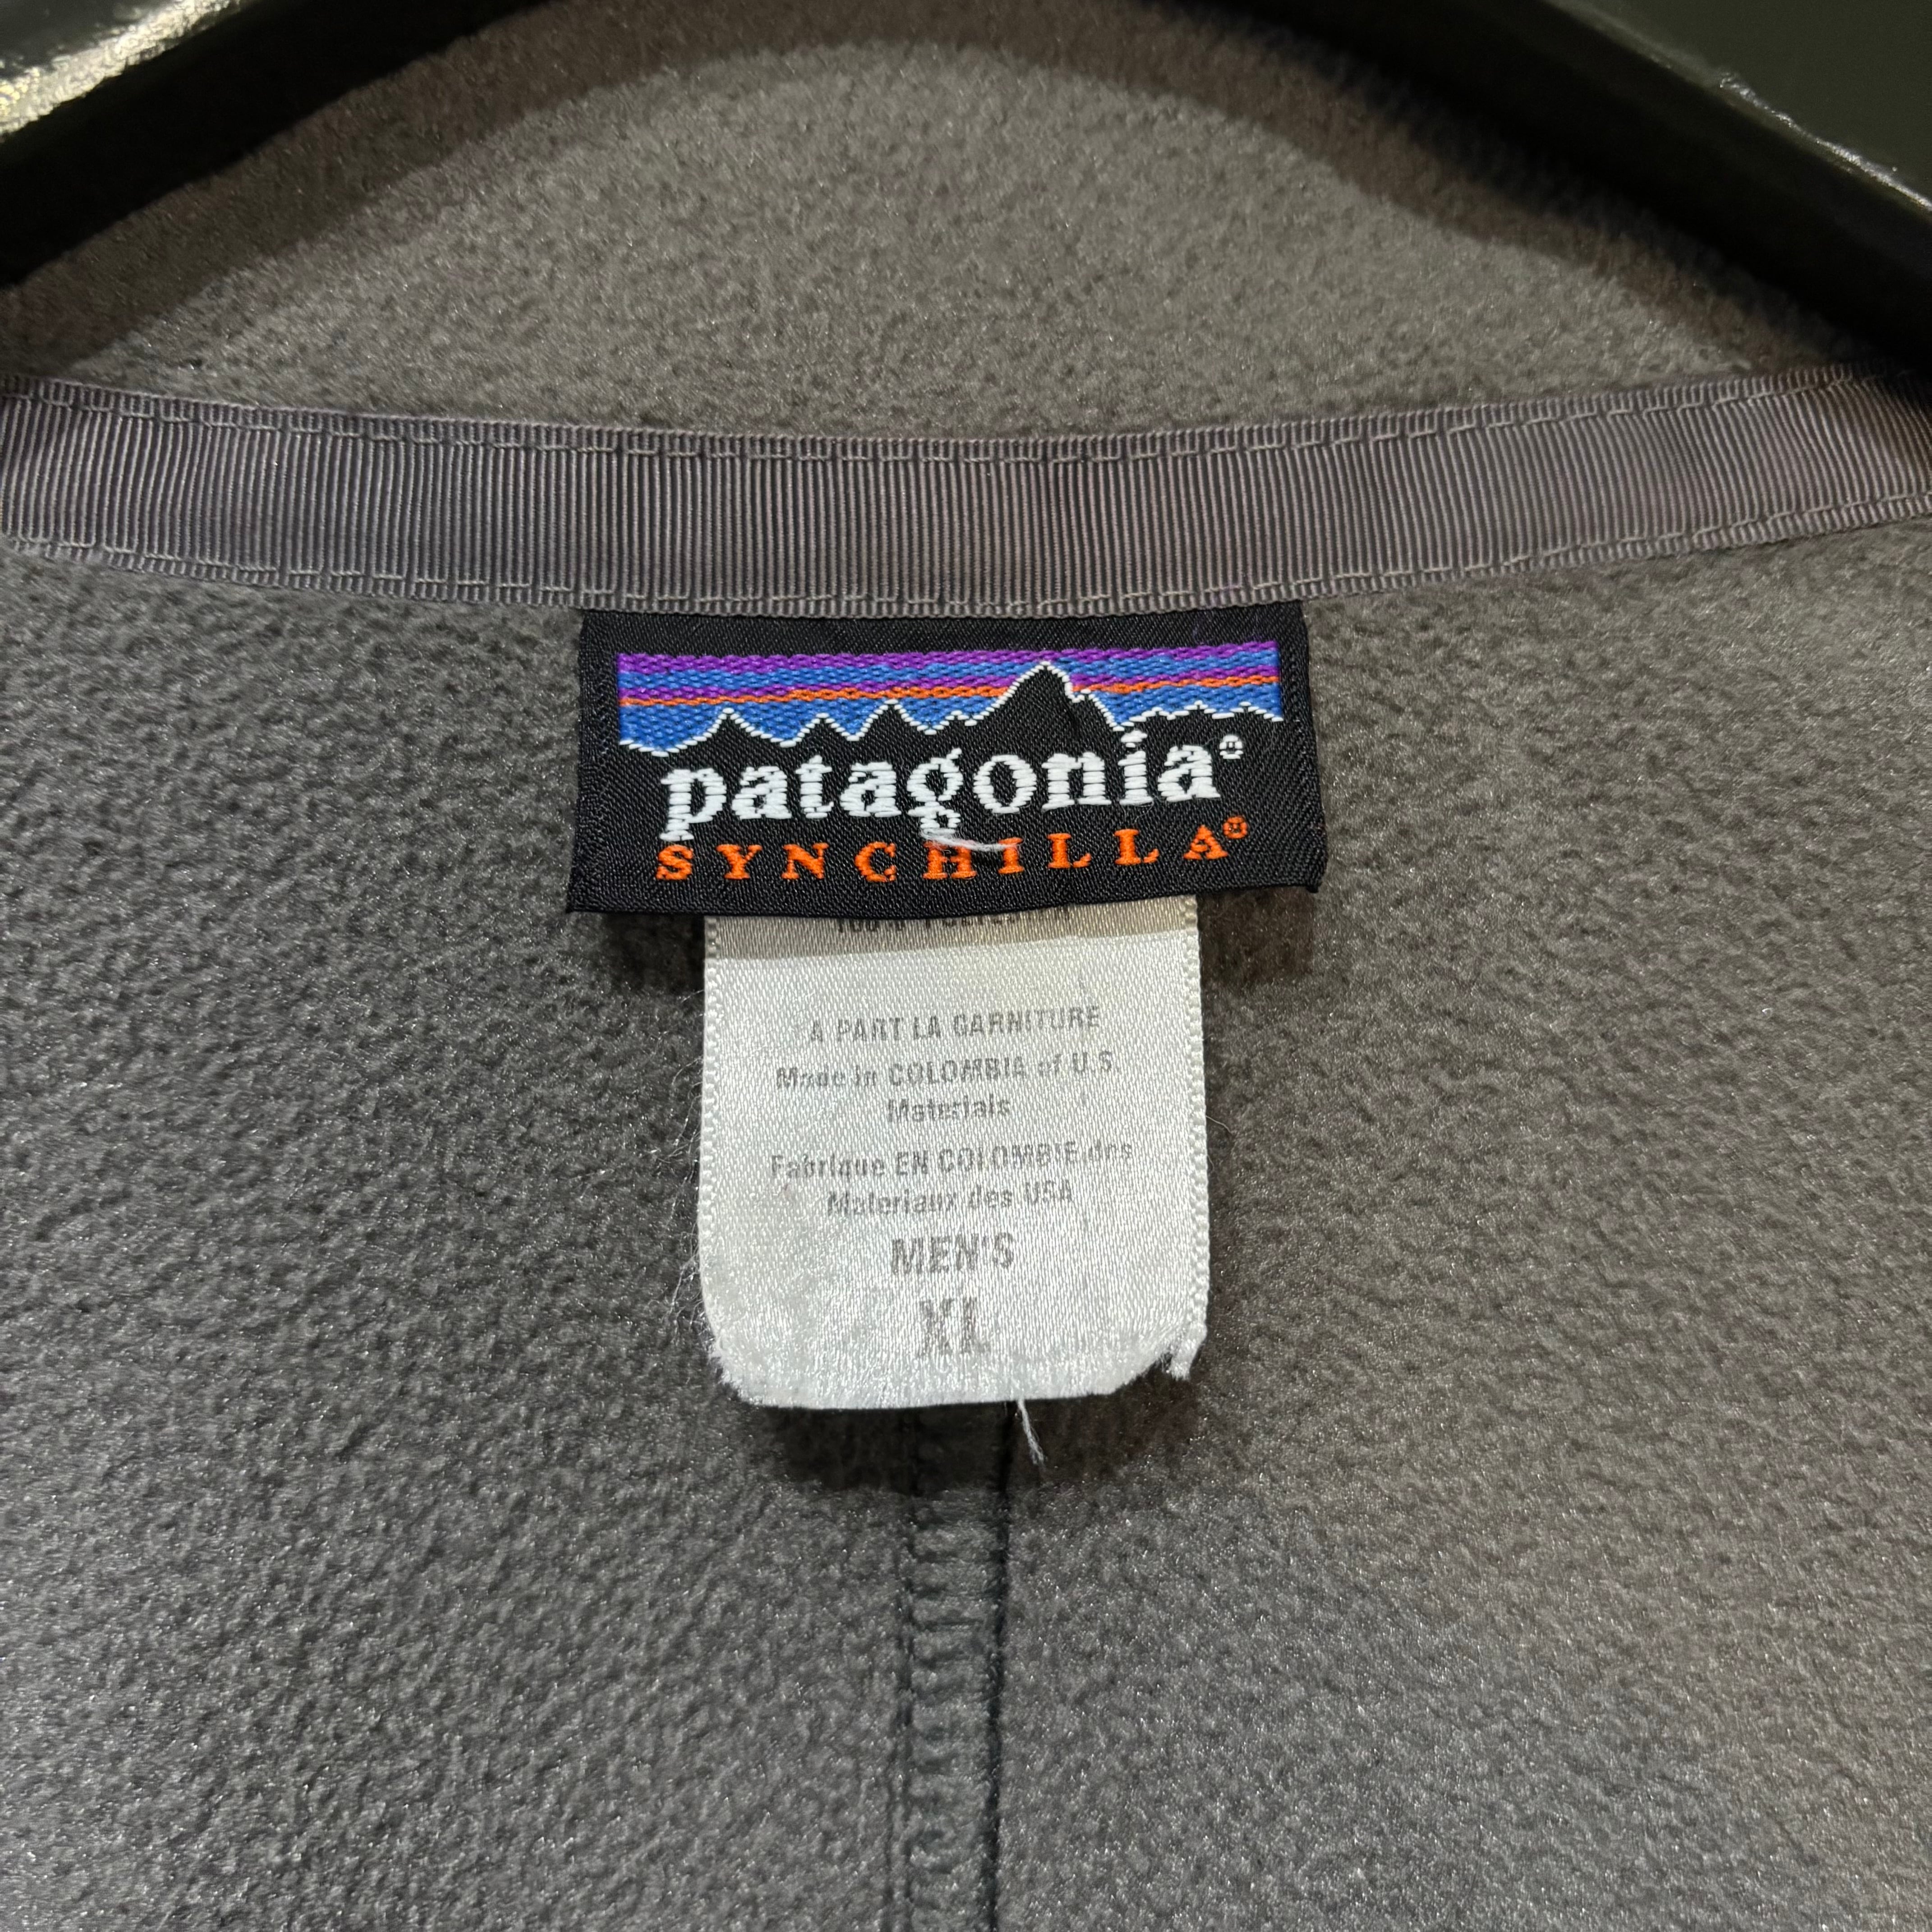 patagonia®
SYNCHILLA®
100%
A PART LA GARNITURE
Made in COLOMBIA of U.S.
Materials
Fabrique EN COLOMBIE des
Materiaux des USA
MEN'S
XL